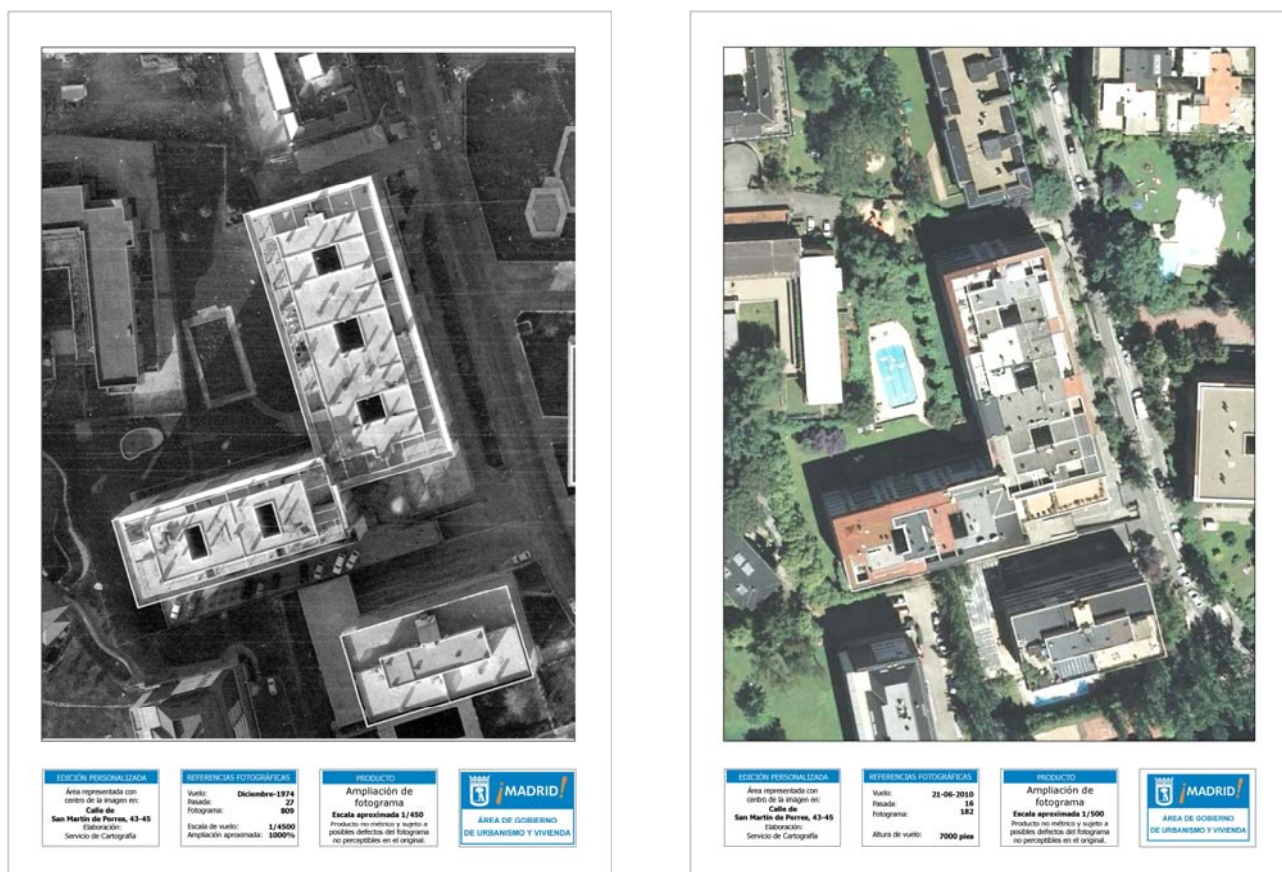 EDICIÓN PERSONALIZADA
Área representada con
centro de la imagen en:
Calle de
San Martín de Porres, 43-45
Elaboración:
Servicio de Cartografía
REFERENCIAS FOTOGRÁFICAS
Vuelo: Diciembre-1974
Pasada: 27
Fotograma: 809
Escala de vuelo: 1/4500
Ampliación aproximada: 1000%
PRODUCTO
Ampliación de
fotograma
Escala aproximada 1/450
Producto no métrico y sujeto a
posibles defectos del fotograma
no perceptibles en el original.
¡MADRID!
ÁREA DE GOBIERNO
DE URBANISMO Y VIVIENDA
EDICIÓN PERSONALIZADA
Área representada con
centro de la imagen en:
Calle de
San Martín de Porres, 43-45
Elaboración:
Servicio de Cartografía
REFERENCIAS FOTOGRÁFICAS
Vuelo: 21-06-2010
Pasada: 16
Fotograma: 182
Altura de vuelo: 7000 pies
PRODUCTO
Ampliación de
fotograma
Escala aproximada 1/500
Producto no métrico y sujeto a
posibles defectos del fotograma
no perceptibles en el original.
¡MADRID!
ÁREA DE GOBIERNO
DE URBANISMO Y VIVIENDA